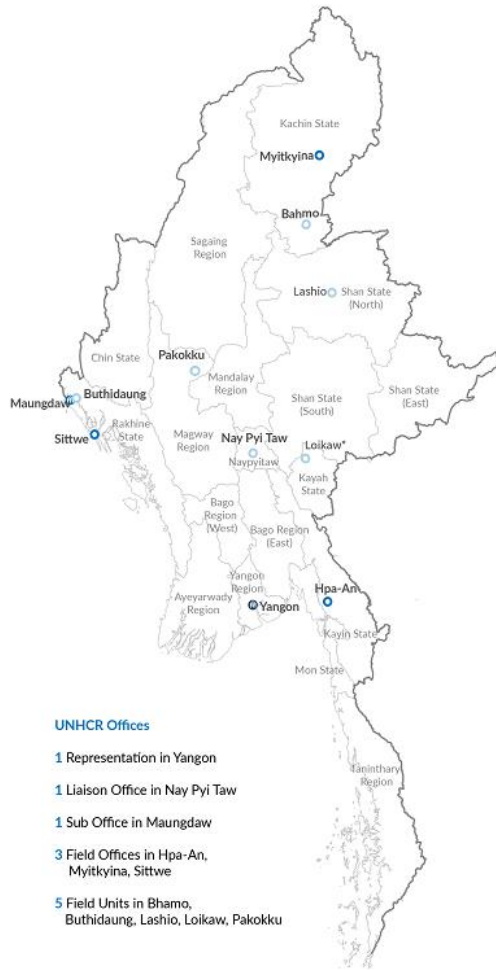 Kachin State
Myitkyina
Bahmo
Sagaing
Region
Lashio
Shan State
(North)
Chin State
Pakokku
Mandalay
Region
Shan State
(South)
Shan State
(East)
Buthidaung
Maungdaw
Rakhine
State
Sittwe
Magway
Region
Nay Pyi Taw
Naypyitaw
Loikaw*
Kayah
State
Bago
Region
(West)
Bago Region
(East)
Yangon
Region
Ayeyarwady
Region
Yangon
Hpa-An
Kayin State
Mon State
Taninthary
Region
UNHCR Offices
1 Representation in Yangon
1 Liaison Office in Nay Pyi Taw
1 Sub Office in Maungdaw
3 Field Offices in Hpa-An,
Myitkyina, Sittwe
5 Field Units in Bhamo,
Buthidaung, Lashio, Loikaw, Pakokku